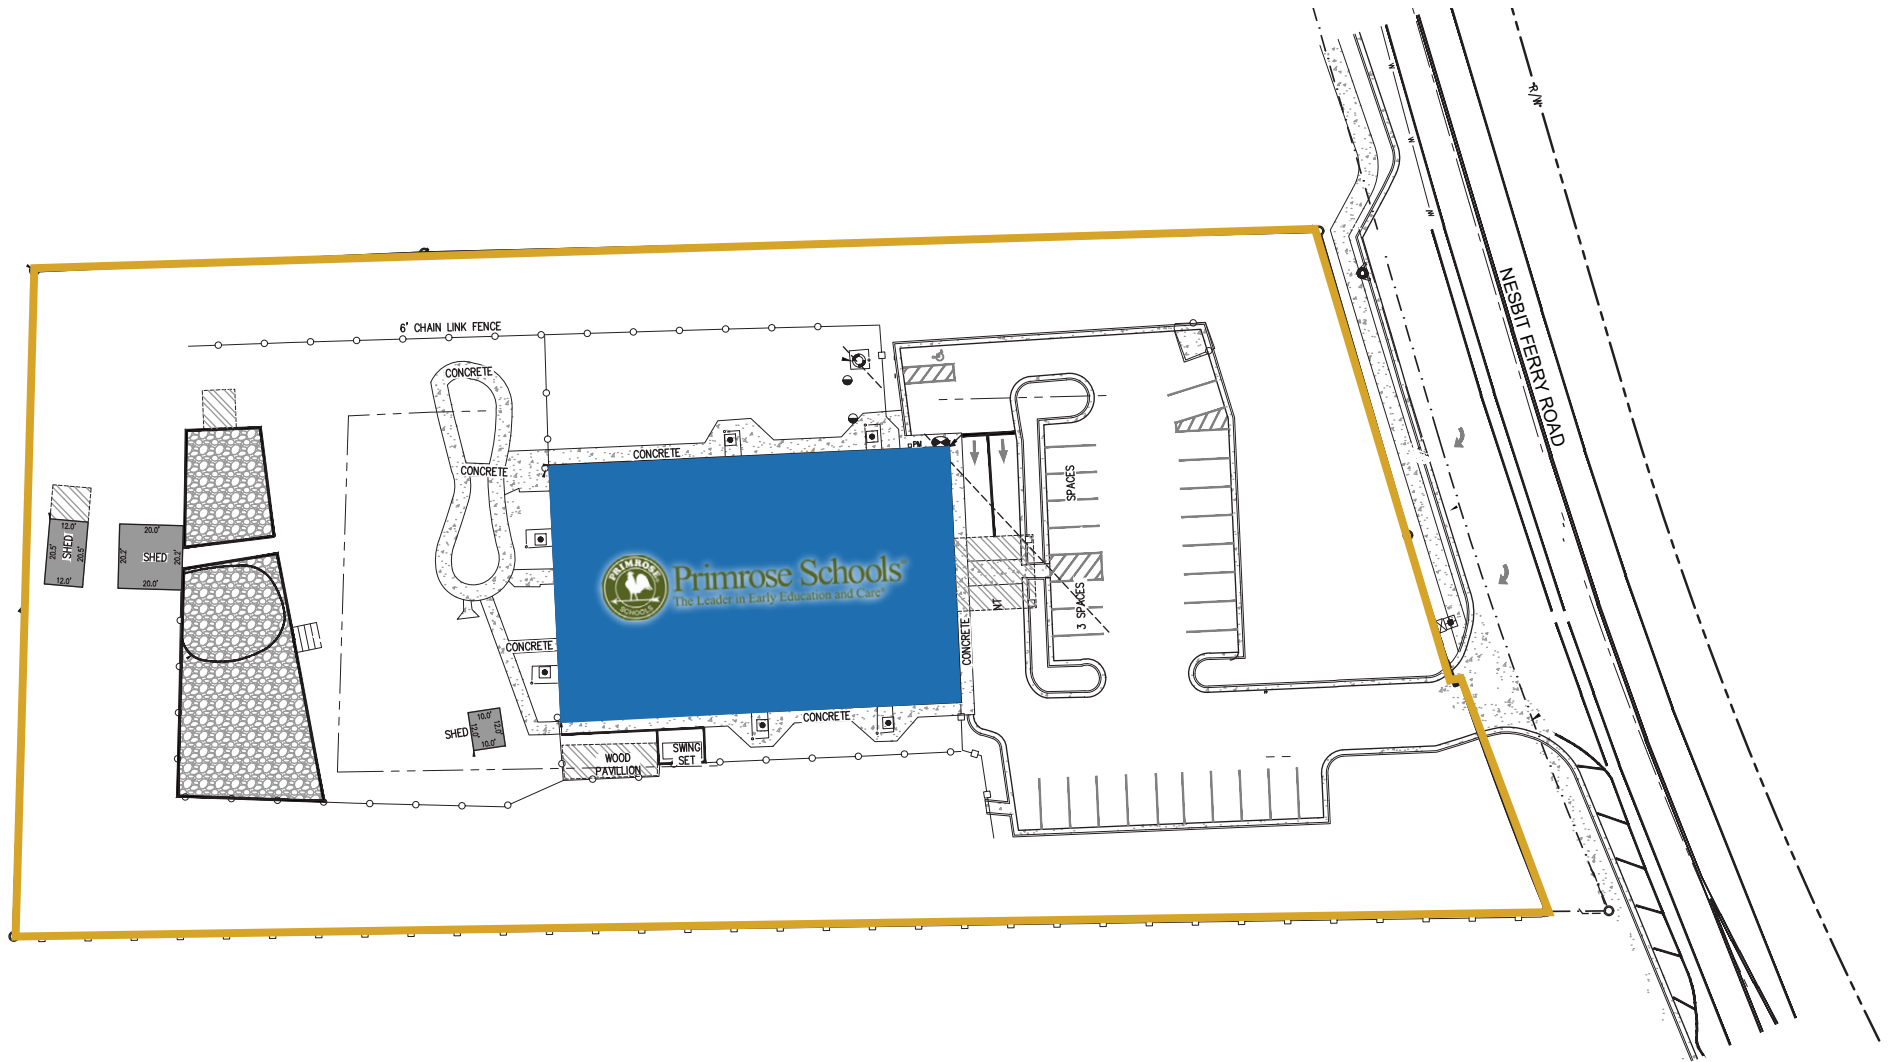 R/W
W
W
W
NESBIT FERRY ROAD
6' CHAIN LINK FENCE
CONCRETE
CONCRETE
CONCRETE
PM
SPACES
12.0'
20.5'
SHED
20.5'
12.0'
20.0'
20.2'
SHED
20.2'
20.0'
PRIMROSE
SCHOOLS
Primrose Schools
The Leader in Early Education and Care®
NT
3 SPACES
CONCRETE
CONCRETE
10.0'
SHED
12.0'
12.0'
10.0'
CONCRETE
WOOD
PAVILLION
SWING
SET